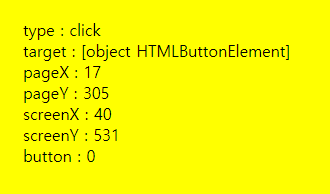 type : click
target : [object HTMLButtonElement]
pageX : 17
pageY : 305
screenX : 40
screenY : 531
button : 0